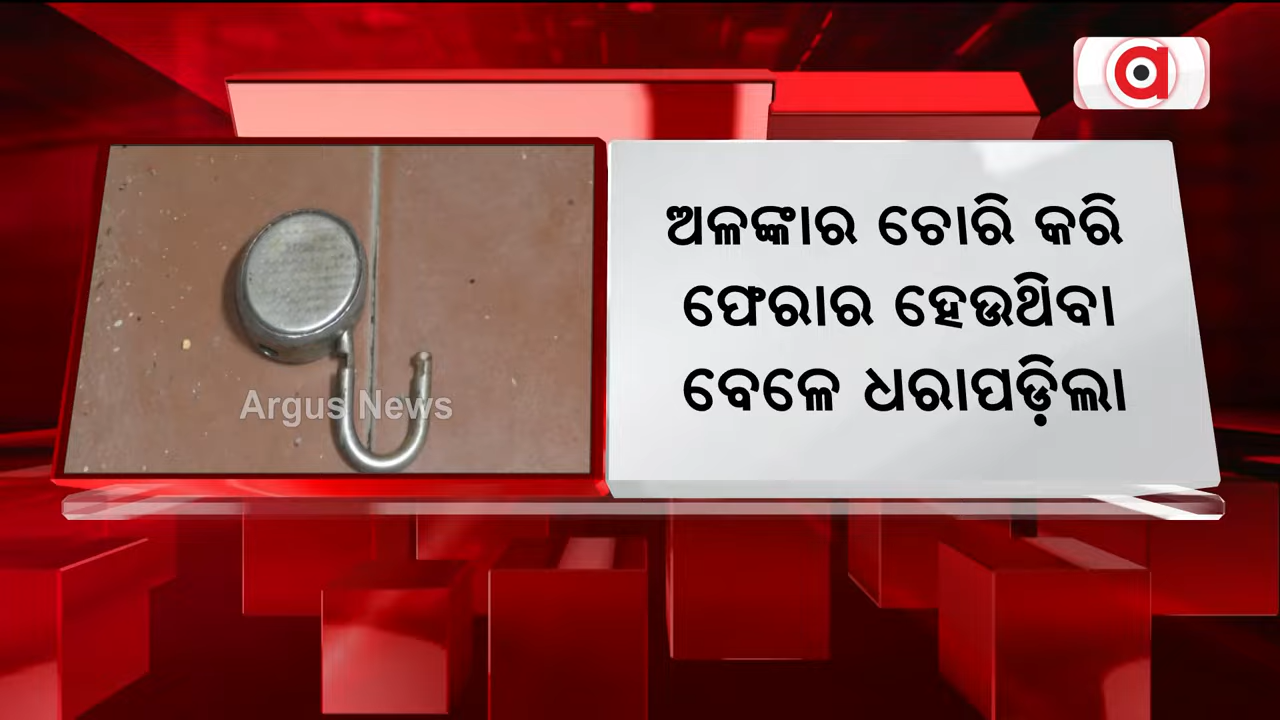 ଅଳଙ୍କାର ଚୋରି କରି
ଫେରାର ହେଉଥିବା
ବେଳେ ଧରାପଡ଼ିଲା
Argus News